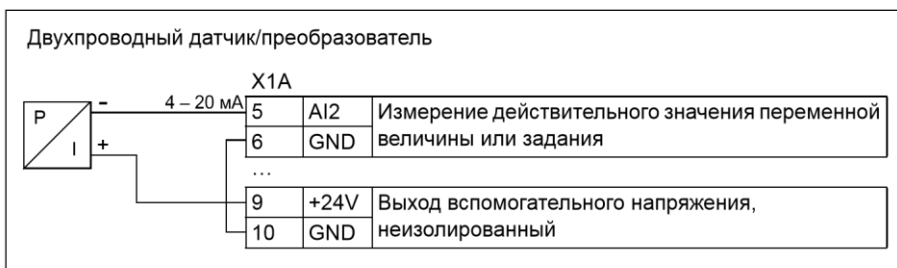 Двухпроводный датчик/преобразователь
X1A
P
I
–
+
4 – 20 мА
5 AI2 Измерение действительного значения переменной
6 GND величины или задания
...
9 +24V Выход вспомогательного напряжения,
10 GND неизолированный